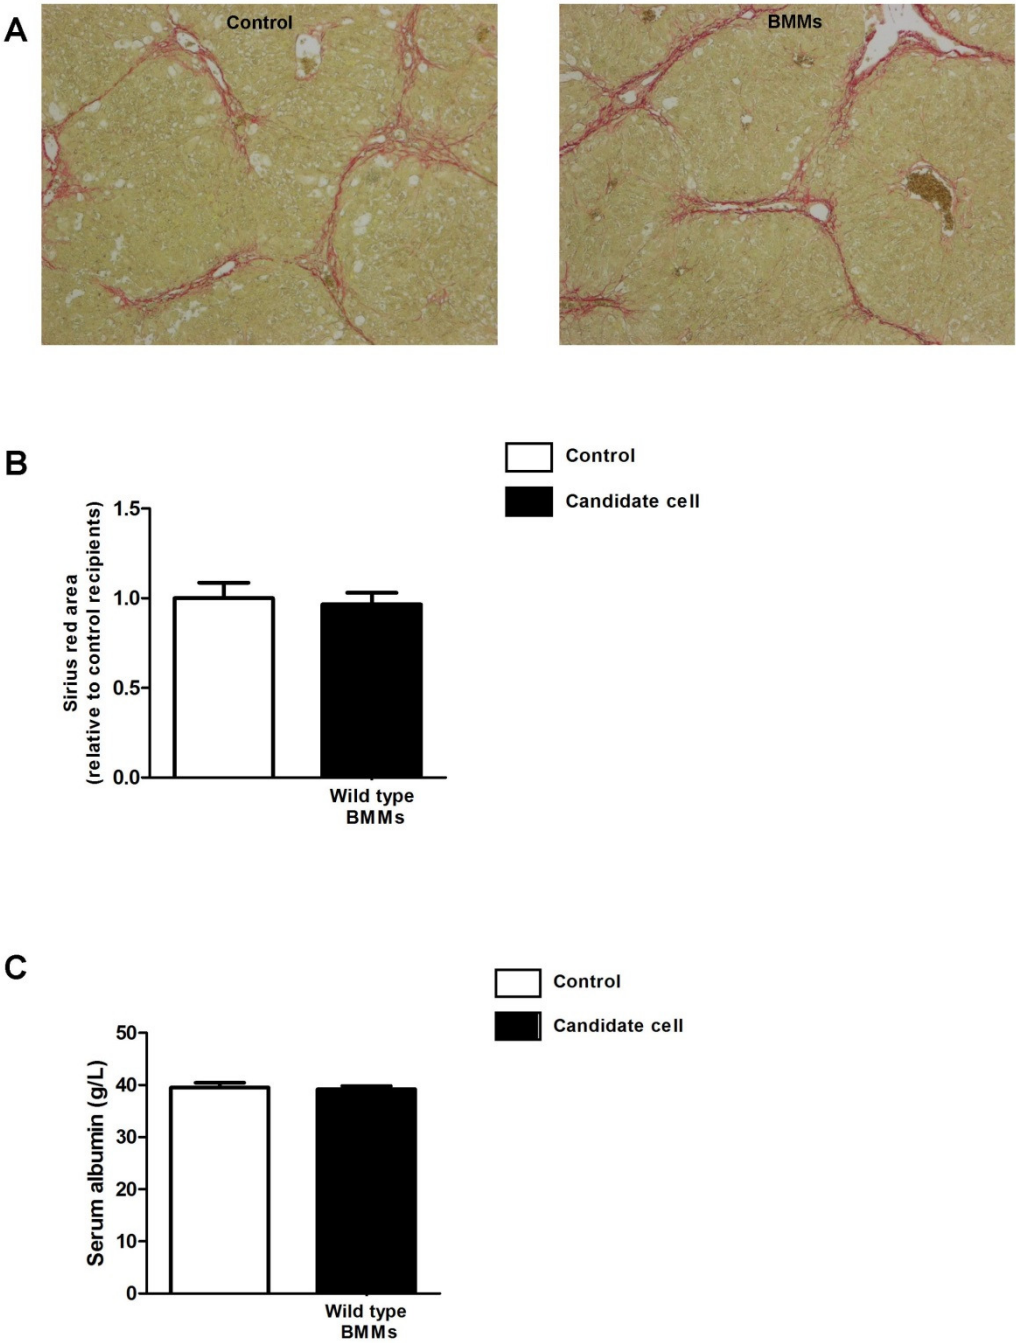 A
Control
BMMs
B
Control
Candidate cell
Sirius red area
(relative to control recipients)
1.5
1.0
0.5
0.0
Wild type
BMMs
C
Control
Candidate cell
Serum albumin (g/L)
50
40
30
20
10
0
Wild type
BMMs